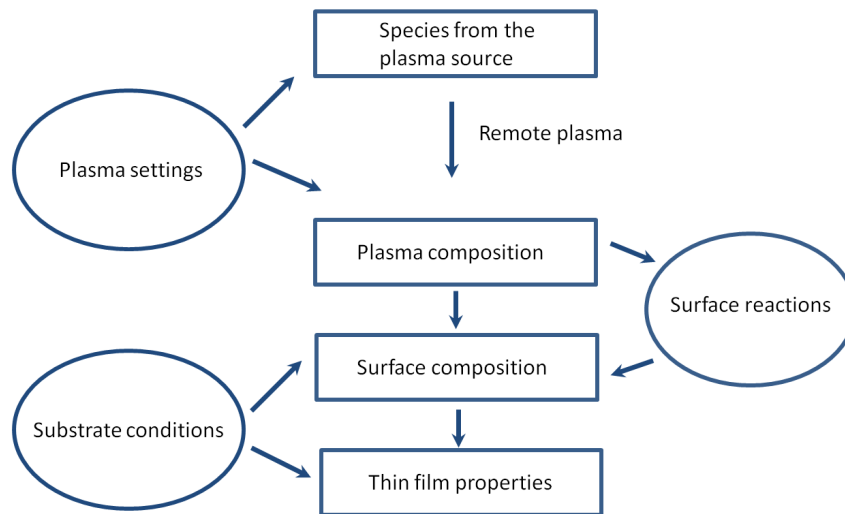 Species from the
plasma source
Remote plasma
Plasma settings
Plasma composition
Surface reactions
Surface composition
Substrate conditions
Thin film properties